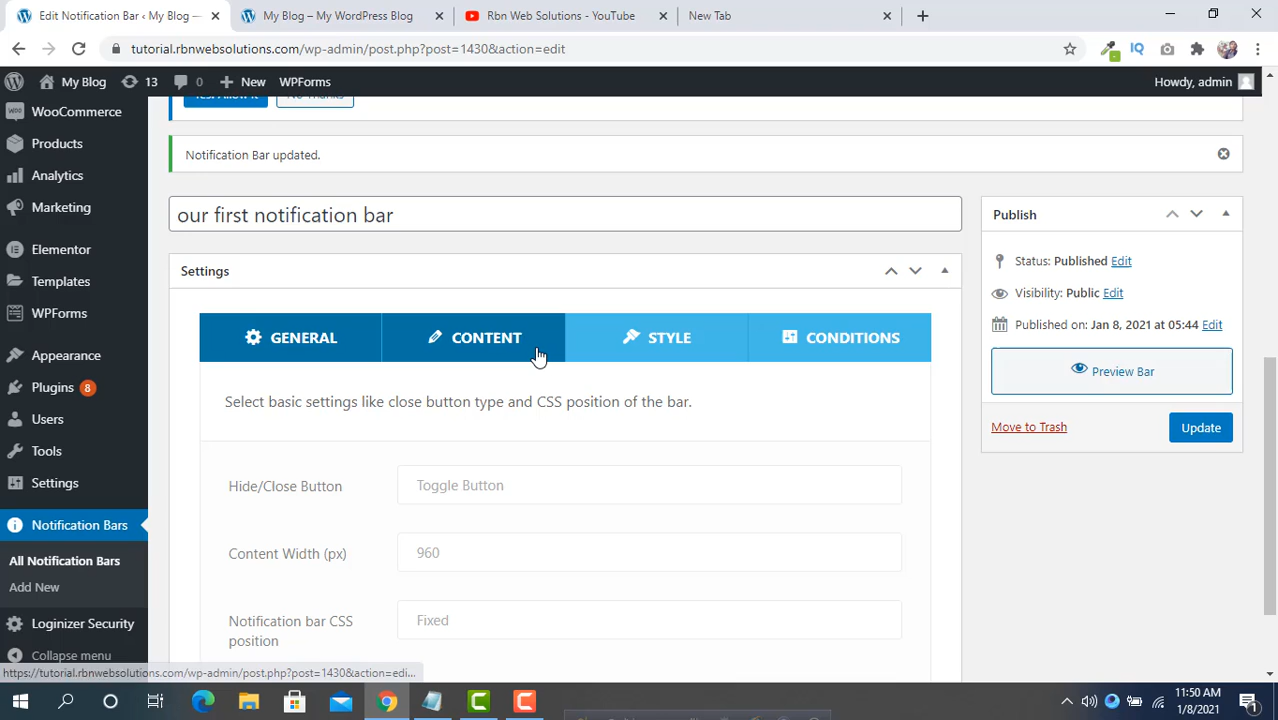 Edit Notification Bar ‹ My Blog —
My Blog – My WordPress Blog
Rbn Web Solutions - YouTube
New Tab
tutorial.rbnwebsolutions.com/wp-admin/post.php?post=1430&action=edit
IQ
My Blog
13
0
New
WPForms
Howdy, admin
WooCommerce
Products
Analytics
Marketing
Elementor
Templates
WPForms
Appearance
Plugins 8
Users
Tools
Settings
Notification Bars
All Notification Bars
Add New
Loginizer Security
Collapse menu
Notification Bar updated.
our first notification bar
Settings
GENERAL
CONTENT
STYLE
CONDITIONS
Select basic settings like close button type and CSS position of the bar.
Hide/Close Button
Toggle Button
Content Width (px)
960
Notification bar CSS
position
Fixed
Publish
Status: Published Edit
Visibility: Public Edit
Published on: Jan 8, 2021 at 05:44 Edit
Preview Bar
Move to Trash
Update
https://tutorial.rbnwebsolutions.com/wp-admin/post.php?post=1430&action=edi...
11:50 AM
1/8/2021
1